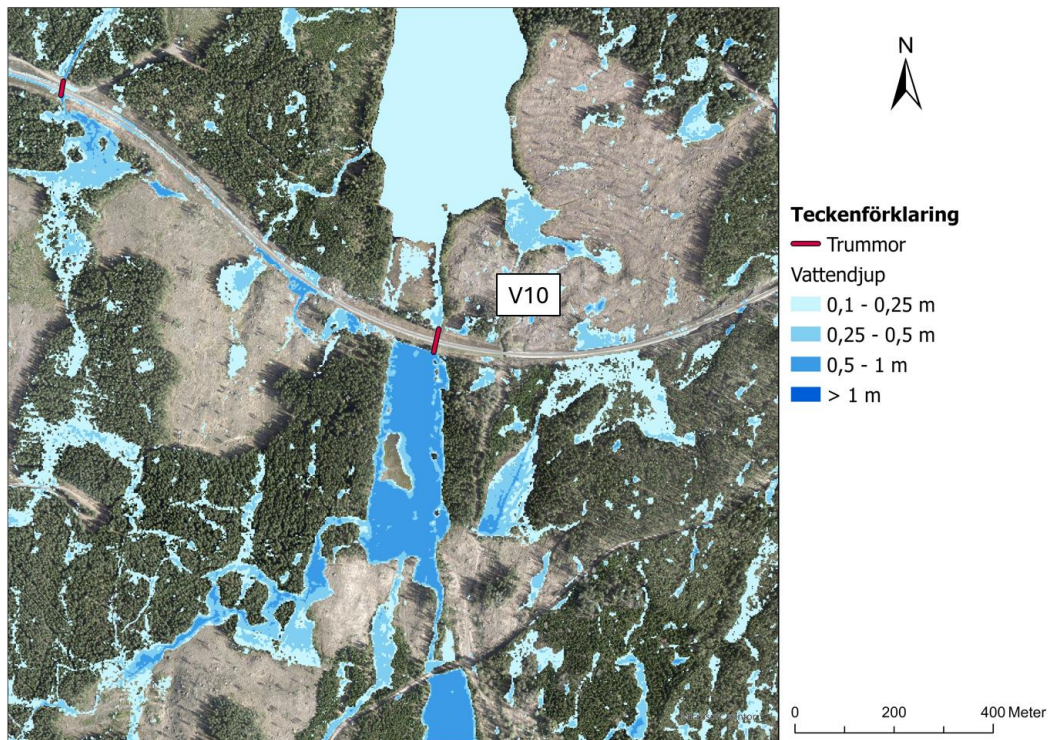 N
V10
Teckenförklaring
Trummor
Vattendjup
0,1 - 0,25 m
0,25 - 0,5 m
0,5 - 1 m
> 1 m
0 200 400 Meter